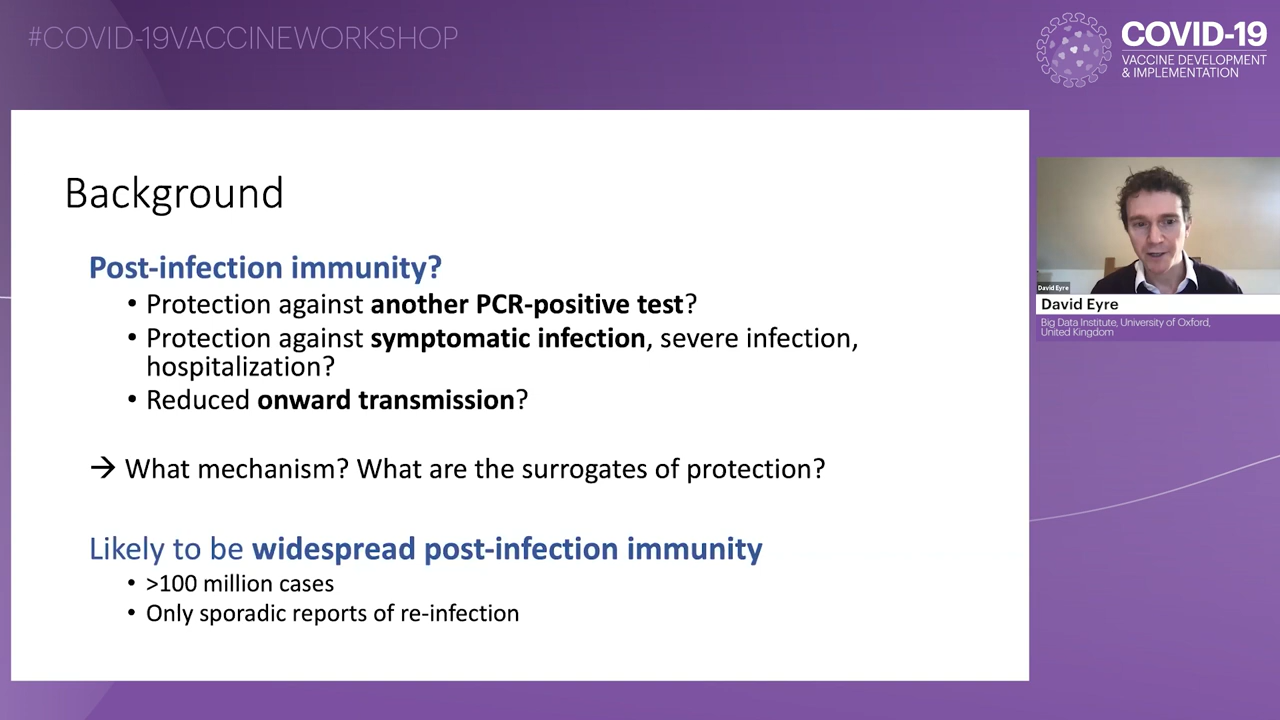 #COVID-19VACCINEWORKSHOP
COVID-19
VACCINE DEVELOPMENT
& IMPLEMENTATION
Background
Post-infection immunity?
• Protection against another PCR-positive test?
• Protection against symptomatic infection, severe infection,
hospitalization?
• Reduced onward transmission?
→ What mechanism? What are the surrogates of protection?
Likely to be widespread post-infection immunity
• >100 million cases
• Only sporadic reports of re-infection
David Eyre
David Eyre
Big Data Institute, University of Oxford,
United Kingdom